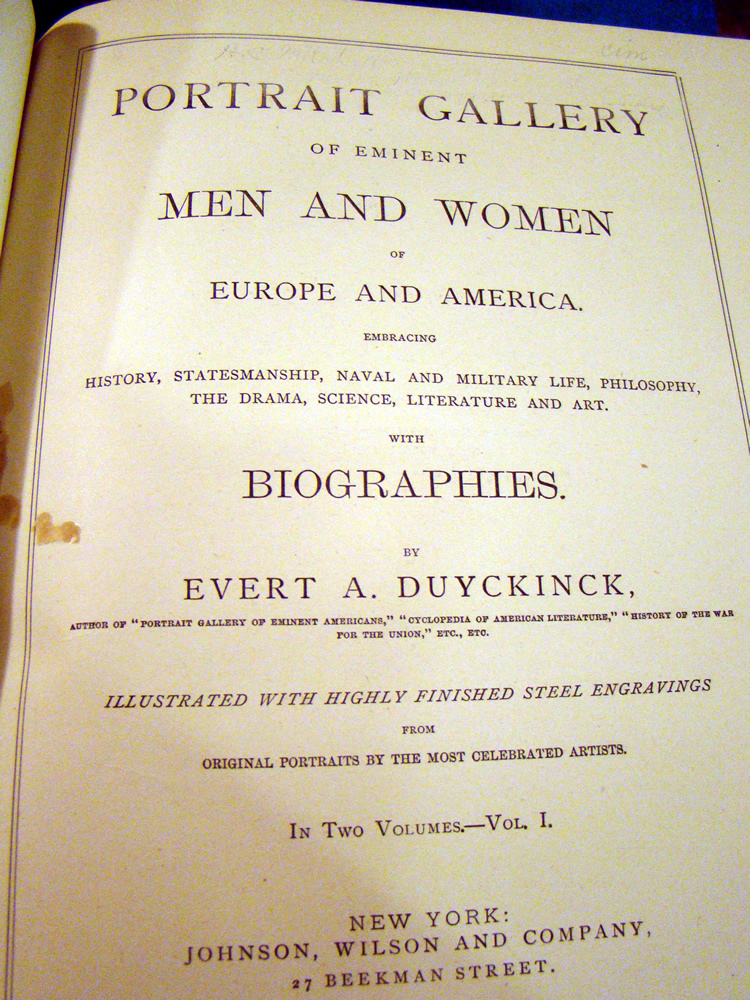 PORTRAIT GALLERY
OF EMINENT
MEN AND WOMEN
OF
EUROPE AND AMERICA.
EMBRACING
HISTORY, STATESMANSHIP, NAVAL AND MILITARY LIFE, PHILOSOPHY,
THE DRAMA, SCIENCE, LITERATURE AND ART.
WITH
BIOGRAPHIES.
BY
EVERT A. DUYCKINCK,
AUTHOR OF "PORTRAIT GALLERY OF EMINENT AMERICANS," "CYCLOPEDIA OF AMERICAN LITERATURE," "HISTORY OF THE WAR
FOR THE UNION," ETC., ETC.
ILLUSTRATED WITH HIGHLY FINISHED STEEL ENGRAVINGS
FROM
ORIGINAL PORTRAITS BY THE MOST CELEBRATED ARTISTS.
IN TWO VOLUMES.—VOL. I.
NEW YORK:
JOHNSON, WILSON AND COMPANY,
27 BEEKMAN STREET.